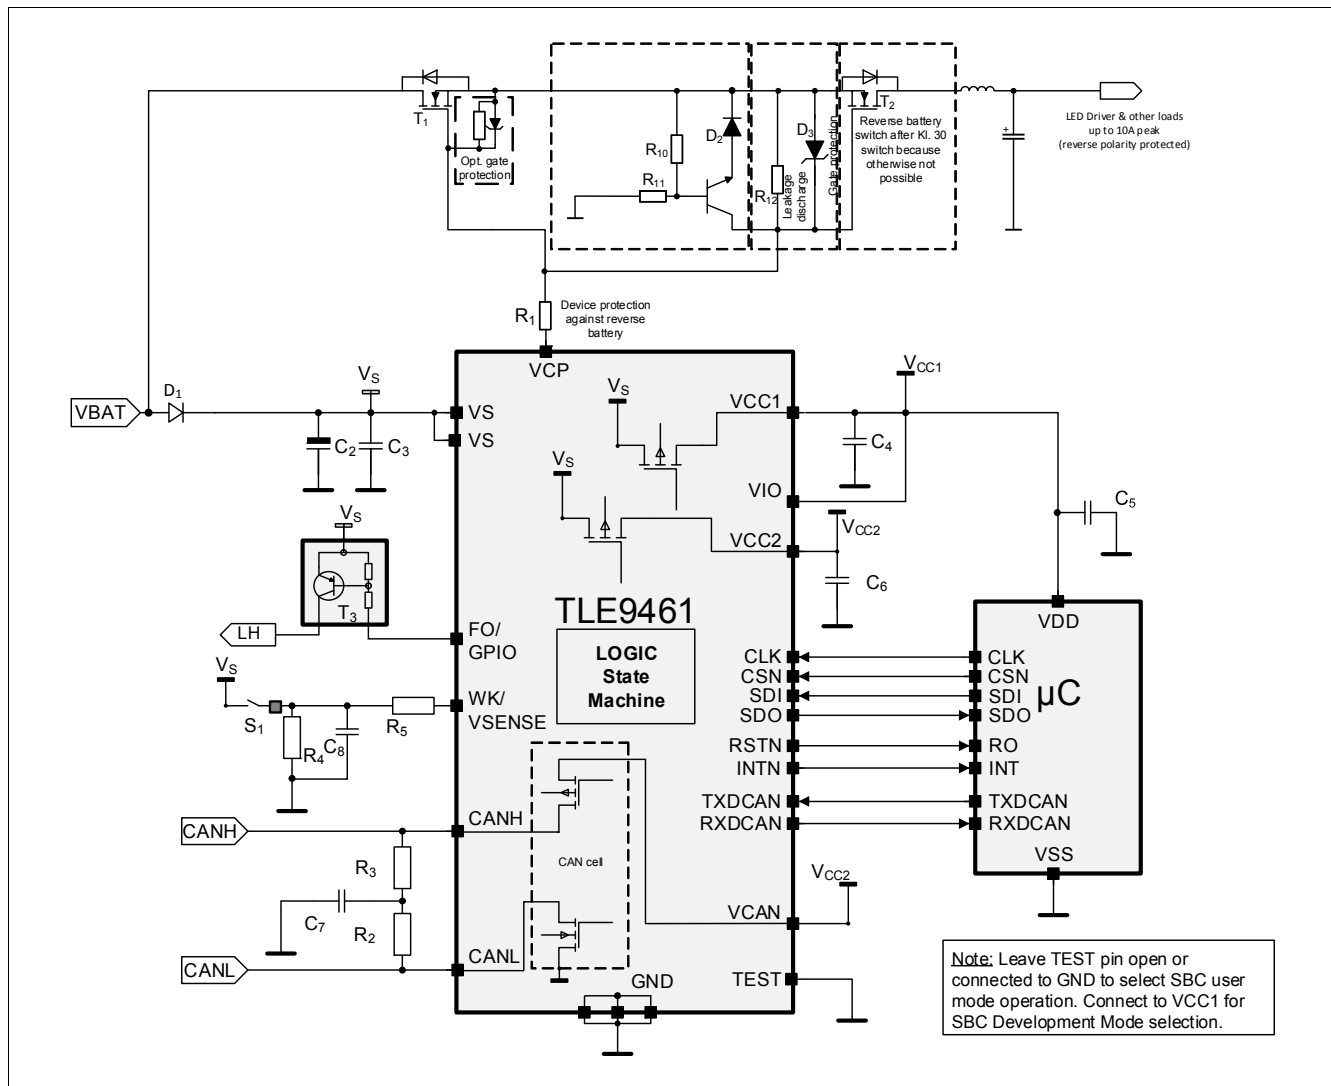 T1
Opt. gate
protection
R10
R11
D2
R12
Leakage
discharge
D3
Gate protection
T2
Reverse battery
switch after Kl. 30
switch because
otherwise not
possible
+
LED Driver & other loads
up to 10A peak
(reverse polarity protected)
R1
Device protection
against reverse
battery
VCP
VBAT
D1
VS
C2
C3
VS
VS
VS
VCC1
VCC1
C4
VS
VIO
VCC2
VCC2
C6
C5
VS
T3
LH
FO/
GPIO
TLE9461
LOGIC
State
Machine
VS
S1
R4
C8
R5
WK/
VSENSE
CLK
CSN
SDI
SDO
RSTN
INTN
TXDCAN
RXDCAN
VDD
CLK
CSN
SDI
SDO
RO
INT
TXDCAN
RXDCAN
µC
VSS
CANH
CANH
R3
C7
R2
CANL
CANL
CAN cell
VCAN
VCC2
TEST
GND
Note: Leave TEST pin open or
connected to GND to select SBC user
mode operation. Connect to VCC1 for
SBC Development Mode selection.